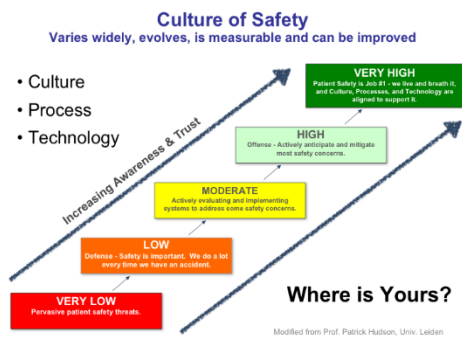 Culture of Safety
Varies widely, evolves, is measurable and can be improved
• Culture
• Process
• Technology
Increasing Awareness & Trust
VERY HIGH
Patient Safety is Job #1 - we live and breath it,
and Culture, Processes, and Technology are
aligned to support it.
HIGH
Offense - Actively anticipate and mitigate
most safety concerns.
MODERATE
Actively evaluating and implementing
systems to address some safety concerns.
LOW
Defense - Safety is important. We do a lot
every time we have an accident.
VERY LOW
Pervasive patient safety threats.
Where is Yours?
Modified from Prof. Patrick Hudson, Univ. Leiden